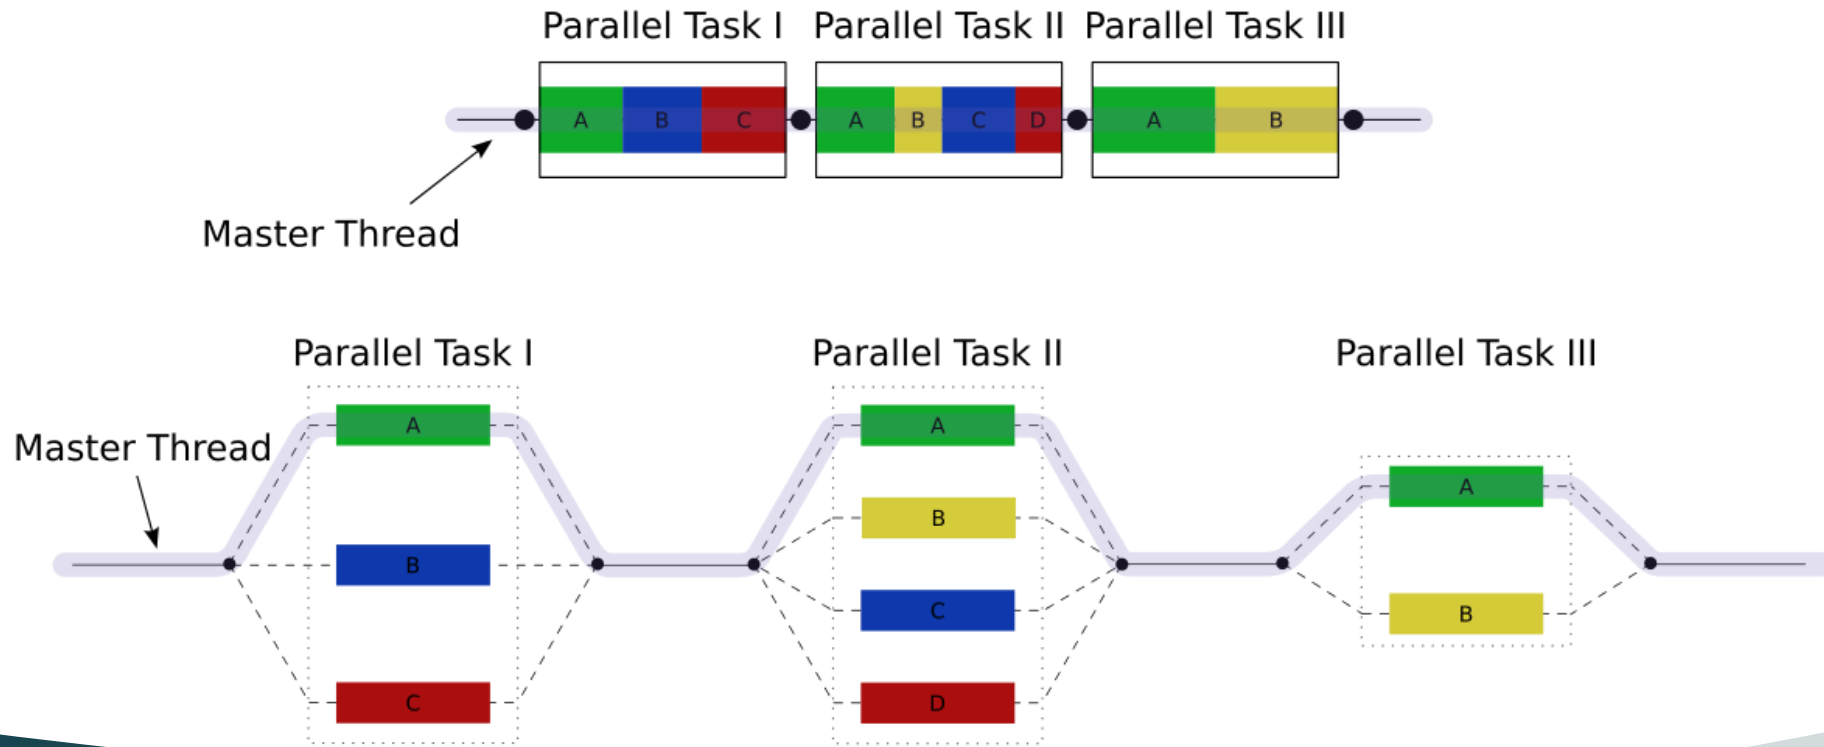 Parallel Task I Parallel Task II Parallel Task III
A B C A B C D A B
Master Thread
Parallel Task I Parallel Task II Parallel Task III
Master Thread
A A
A
B
B
B
C
C D